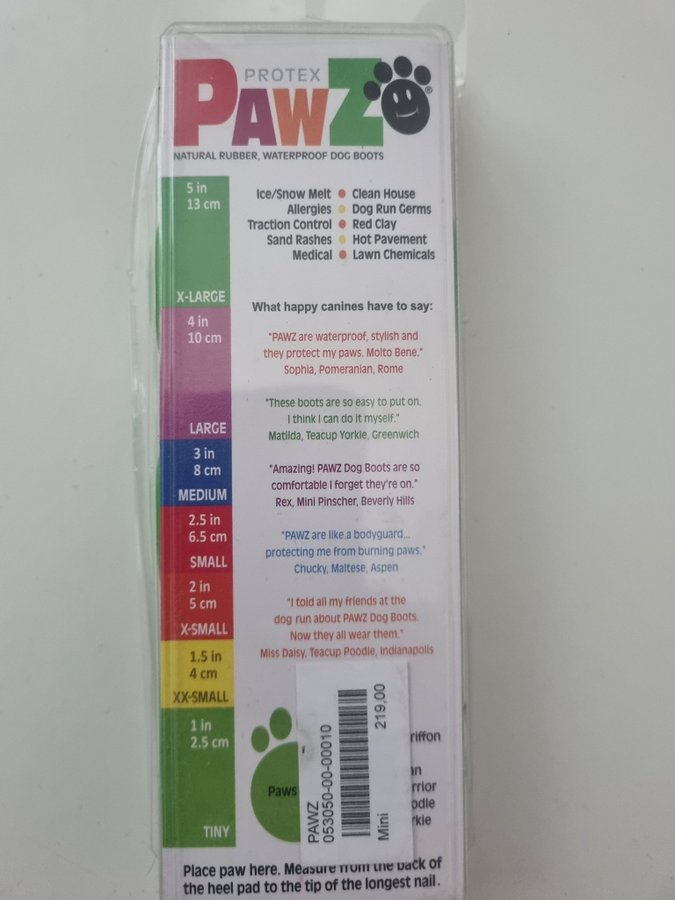 PROTEX
PAWZ®
NATURAL RUBBER, WATERPROOF DOG BOOTS
5 in
13 cm
X-LARGE
4 in
10 cm
LARGE
3 in
8 cm
MEDIUM
2.5 in
6.5 cm
SMALL
2 in
5 cm
X-SMALL
1.5 in
4 cm
XX-SMALL
1 in
2.5 cm
TINY
Ice/Snow Melt • Clean House
Allergies • Dog Run Germs
Traction Control • Red Clay
Sand Rashes • Hot Pavement
Medical • Lawn Chemicals
What happy canines have to say:
"PAWZ are waterproof, stylish and
they protect my paws. Molto Bene."
Sophia, Pomeranian, Rome
"These boots are so easy to put on.
I think I can do it myself."
Matilda, Teacup Yorkie, Greenwich
"Amazing! PAWZ Dog Boots are so
comfortable I forget they're on."
Rex, Mini Pinscher, Beverly Hills
"PAWZ are like a bodyguard...
protecting me from burning paws."
Chucky, Maltese, Aspen
"I told all my friends at the
dog run about PAWZ Dog Boots.
Now they all wear them."
Miss Daisy, Teacup Poodle, Indianapolis
Paws
PAWZ
053050-00-00010
Mini 219,00
Place paw here. Measure from the back of
the heel pad to the tip of the longest nail.